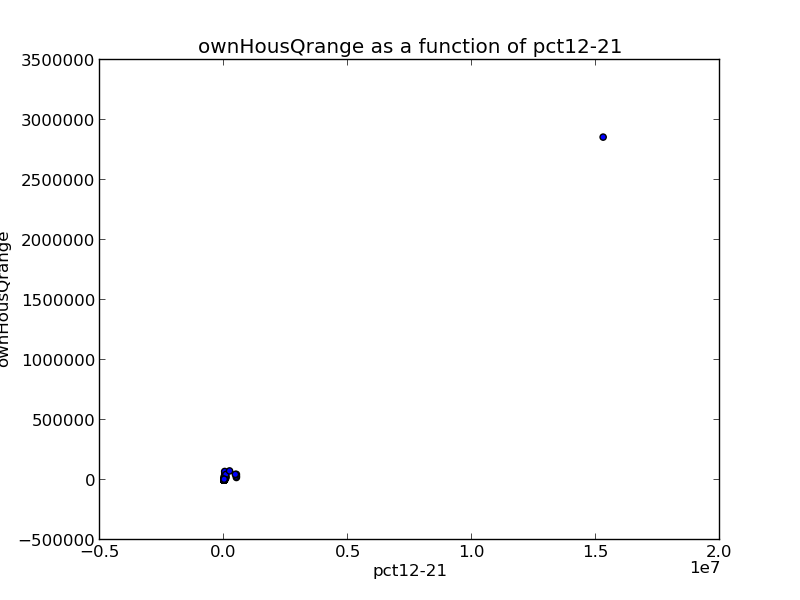 ownHousQrange as a function of pct12-21
3500000
3000000
2500000
2000000
1500000
1000000
500000
0
−500000
ownHousQrange
−0.5 0.0 0.5 1.0 1.5 2.0
1e7
pct12-21